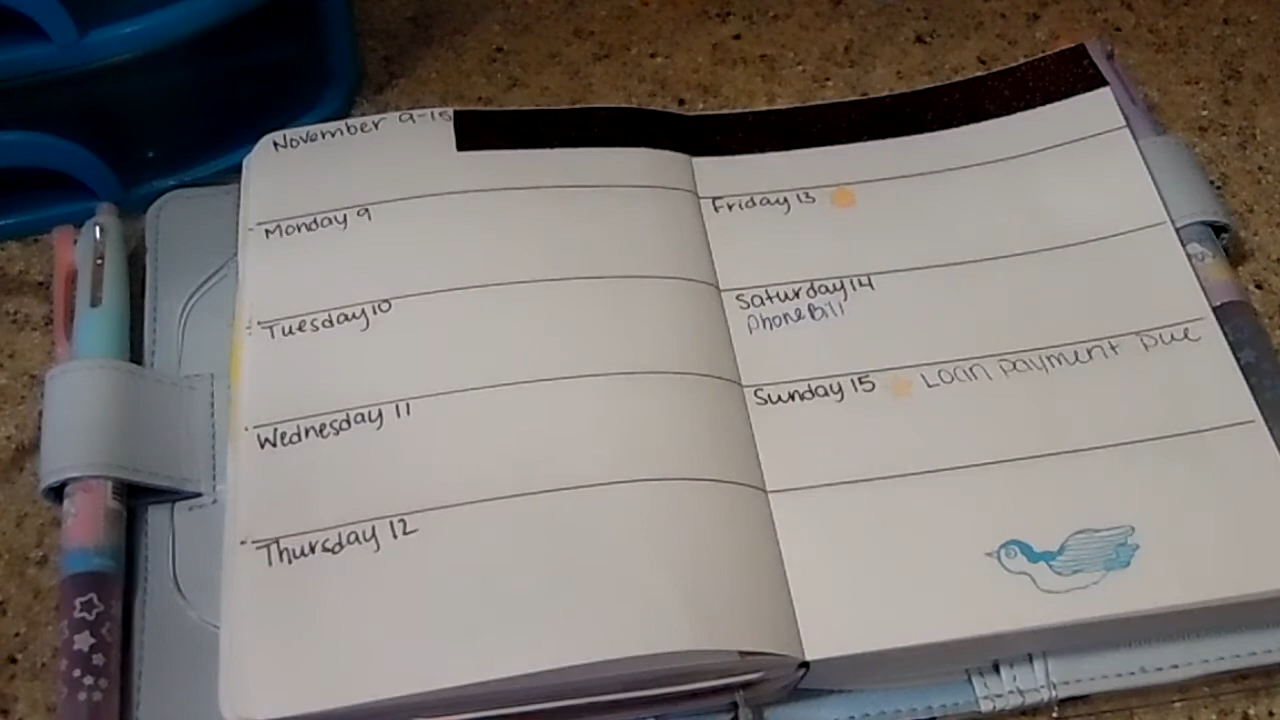 November 9-15
Monday 9
Tuesday 10
Wednesday 11
Thursday 12
Friday 13
Saturday 14
Phone Bill
Sunday 15 Loan payment Due